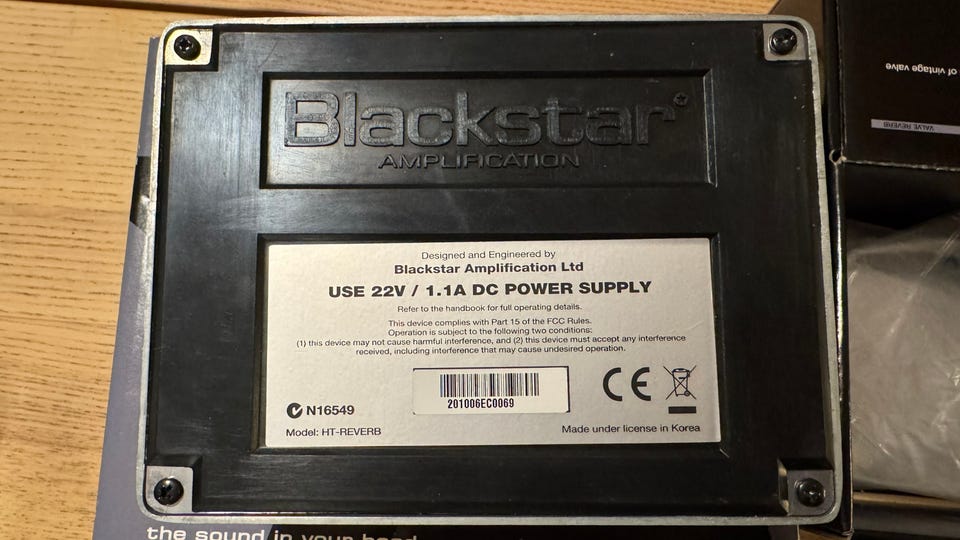 Blackstar
AMPLIFICATION
Designed and Engineered by
Blackstar Amplification Ltd
USE 22V / 1.1A DC POWER SUPPLY
Refer to the handbook for full operating details.
This device complies with Part 15 of the FCC Rules.
Operation is subject to the following two conditions:
(1) this device may not cause harmful interference, and (2) this device must accept any interference
received, including interference that may cause undesired operation.
201006EC0069
CE
N16549
Model: HT-REVERB
Made under license in Korea
of vintage valve
VALVE REVERB
the sound in your head